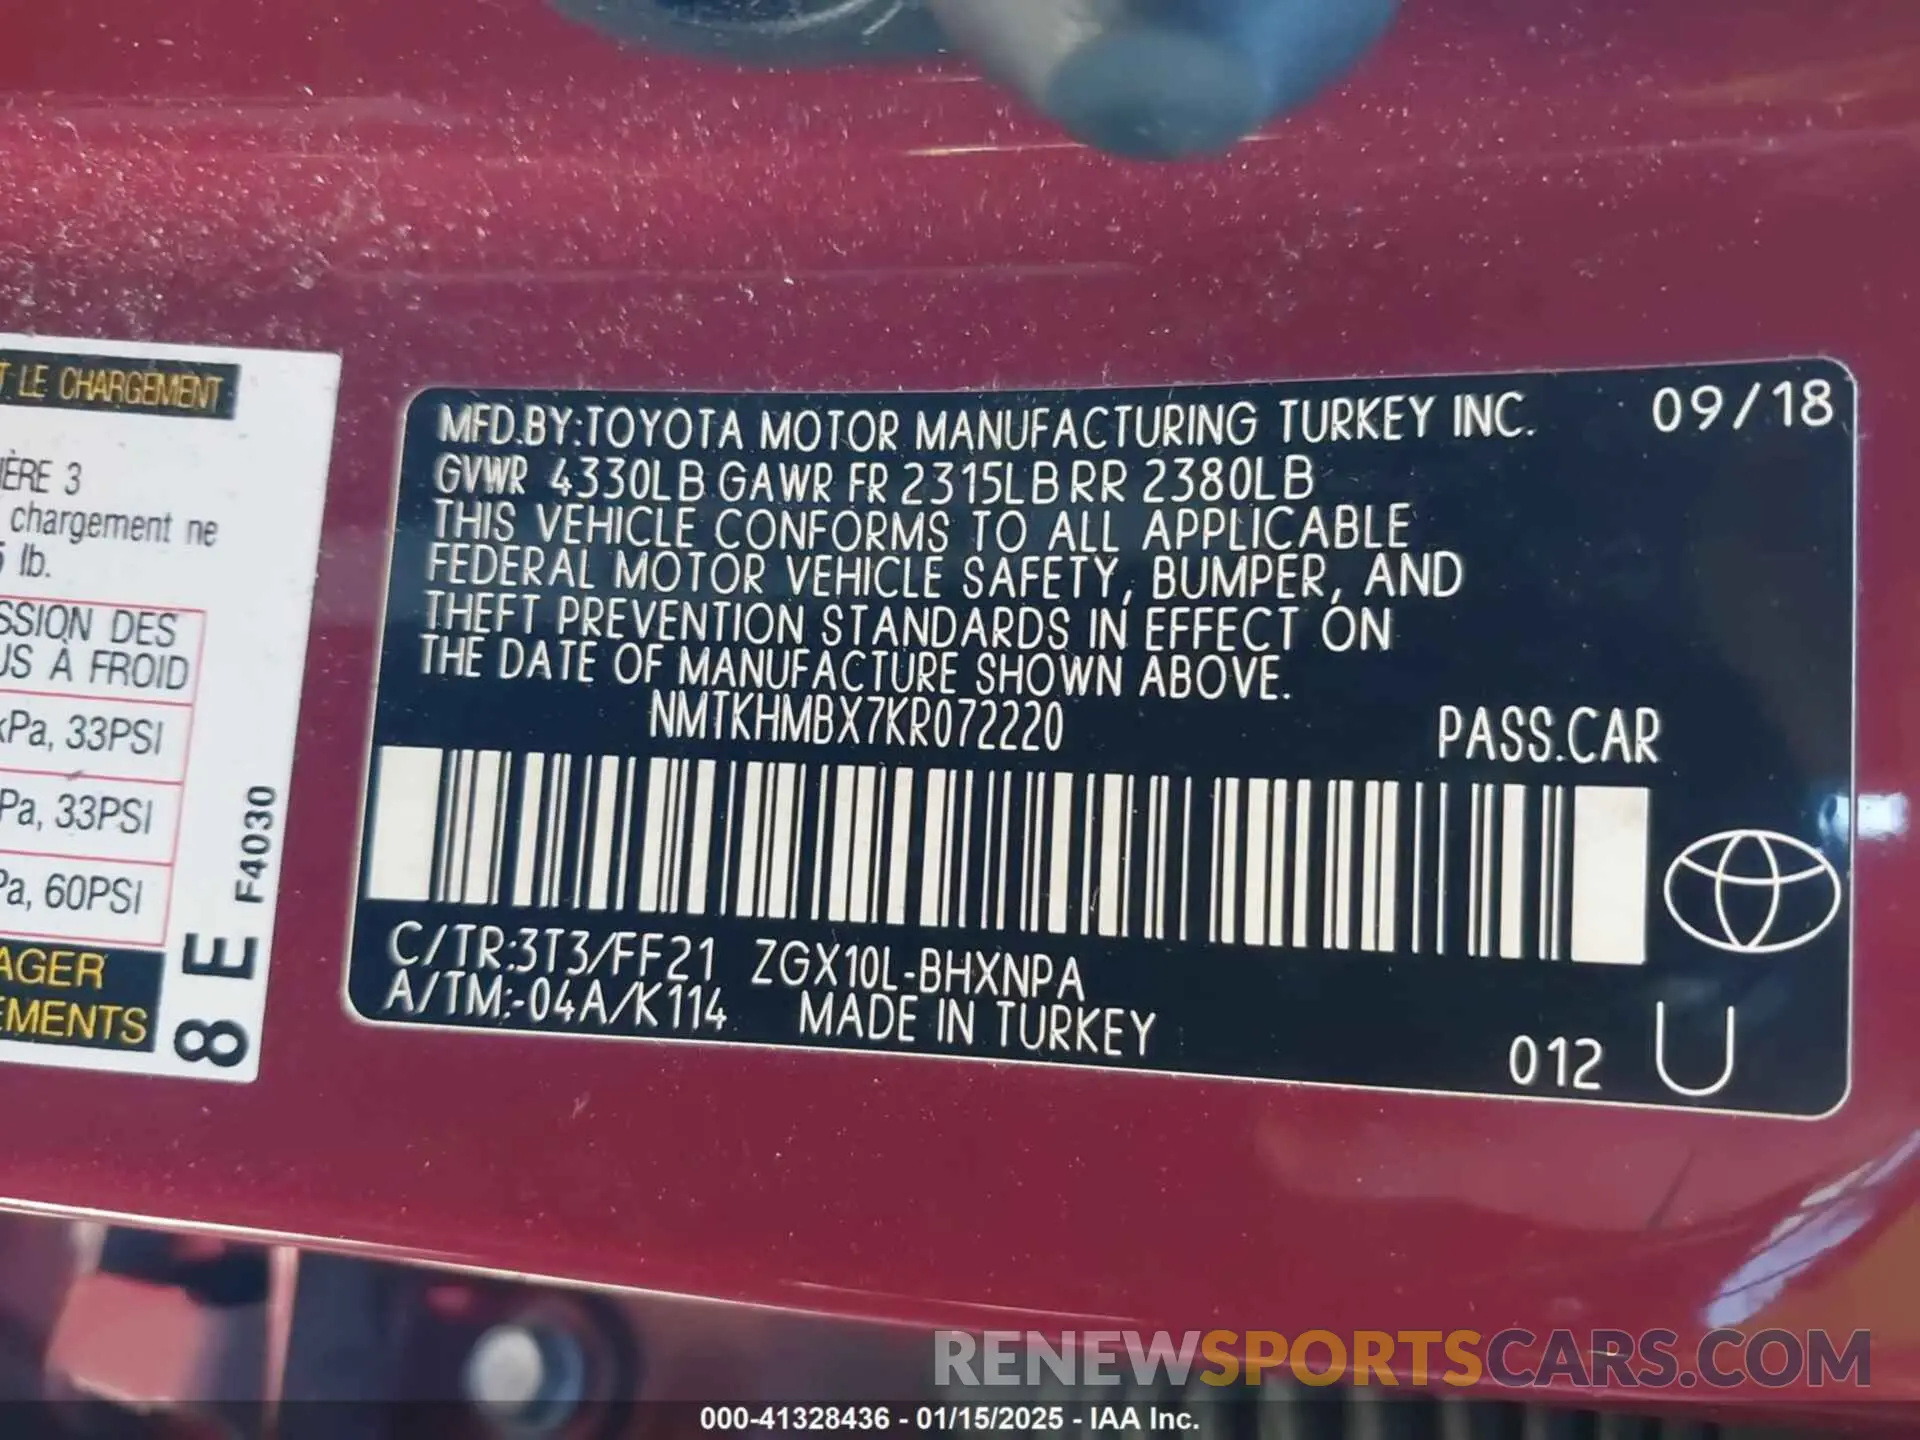 T LE CHARGEMENT
IÈRE 3
chargement ne
5 lb.
SSION DES
US À FROID
kPa, 33PSI
Pa, 33PSI
Pa, 60PSI
AGER
EMENTS
F4030
8 E
MFD.BY:TOYOTA MOTOR MANUFACTURING TURKEY INC. 09/18
GVWR 4330LB GAWR FR 2315LB RR 2380LB
THIS VEHICLE CONFORMS TO ALL APPLICABLE
FEDERAL MOTOR VEHICLE SAFETY, BUMPER, AND
THEFT PREVENTION STANDARDS IN EFFECT ON
THE DATE OF MANUFACTURE SHOWN ABOVE.
NMTKHMBX7KR072220 PASS.CAR
C/TR:3T3/FF21 ZGX10L-BHXNPA
A/TM:-04A/K114 MADE IN TURKEY
012 U
RENEWSPORTSCARS.COM
000-41328436 - 01/15/2025 - IAA Inc.